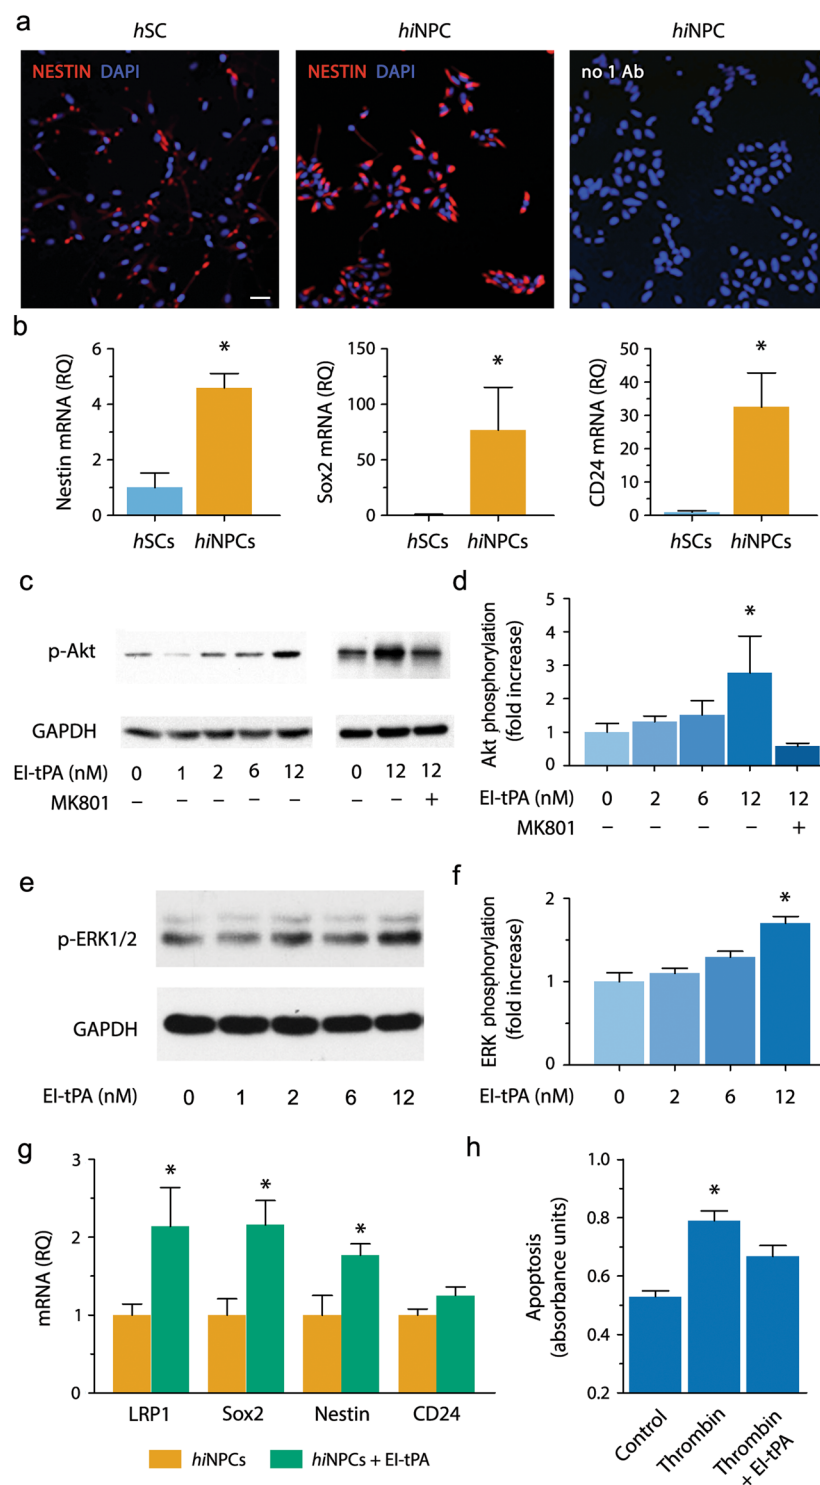 a
hSC
hiNPC
hiNPC
NESTIN DAPI
NESTIN DAPI
no 1 Ab
b
Nestin mRNA (RQ)
6
4
2
0
hSCs
hiNPCs
*
Sox2 mRNA (RQ)
150
100
50
0
hSCs
hiNPCs
*
CD24 mRNA (RQ)
50
40
30
20
10
0
hSCs
hiNPCs
*
c
p-Akt
GAPDH
EI-tPA (nM) 0 1 2 6 12 0 12 12
MK801 – – – – – – – +
d
Akt phosphorylation
(fold increase)
5
4
3
2
1
0
*
EI-tPA (nM) 0 2 6 12 12
MK801 – – – – +
e
p-ERK1/2
GAPDH
EI-tPA (nM) 0 1 2 6 12
f
ERK phosphorylation
(fold increase)
2
1
0
*
EI-tPA (nM) 0 2 6 12
g
mRNA (RQ)
3
2
1
0
* * *
LRP1 Sox2 Nestin CD24
hiNPCs hiNPCs + EI-tPA
h
Apoptosis
(absorbance units)
1.0
0.8
0.6
0.4
0.2
*
Control
Thrombin
Thrombin
+ EI-tPA